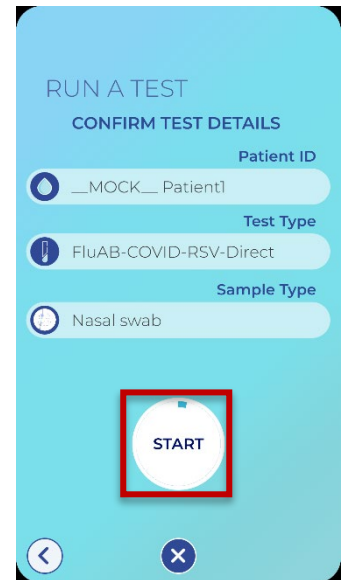 RUN A TEST
CONFIRM TEST DETAILS
Patient ID
__MOCK__ Patient1
Test Type
FluAB-COVID-RSV-Direct
Sample Type
Nasal swab
START